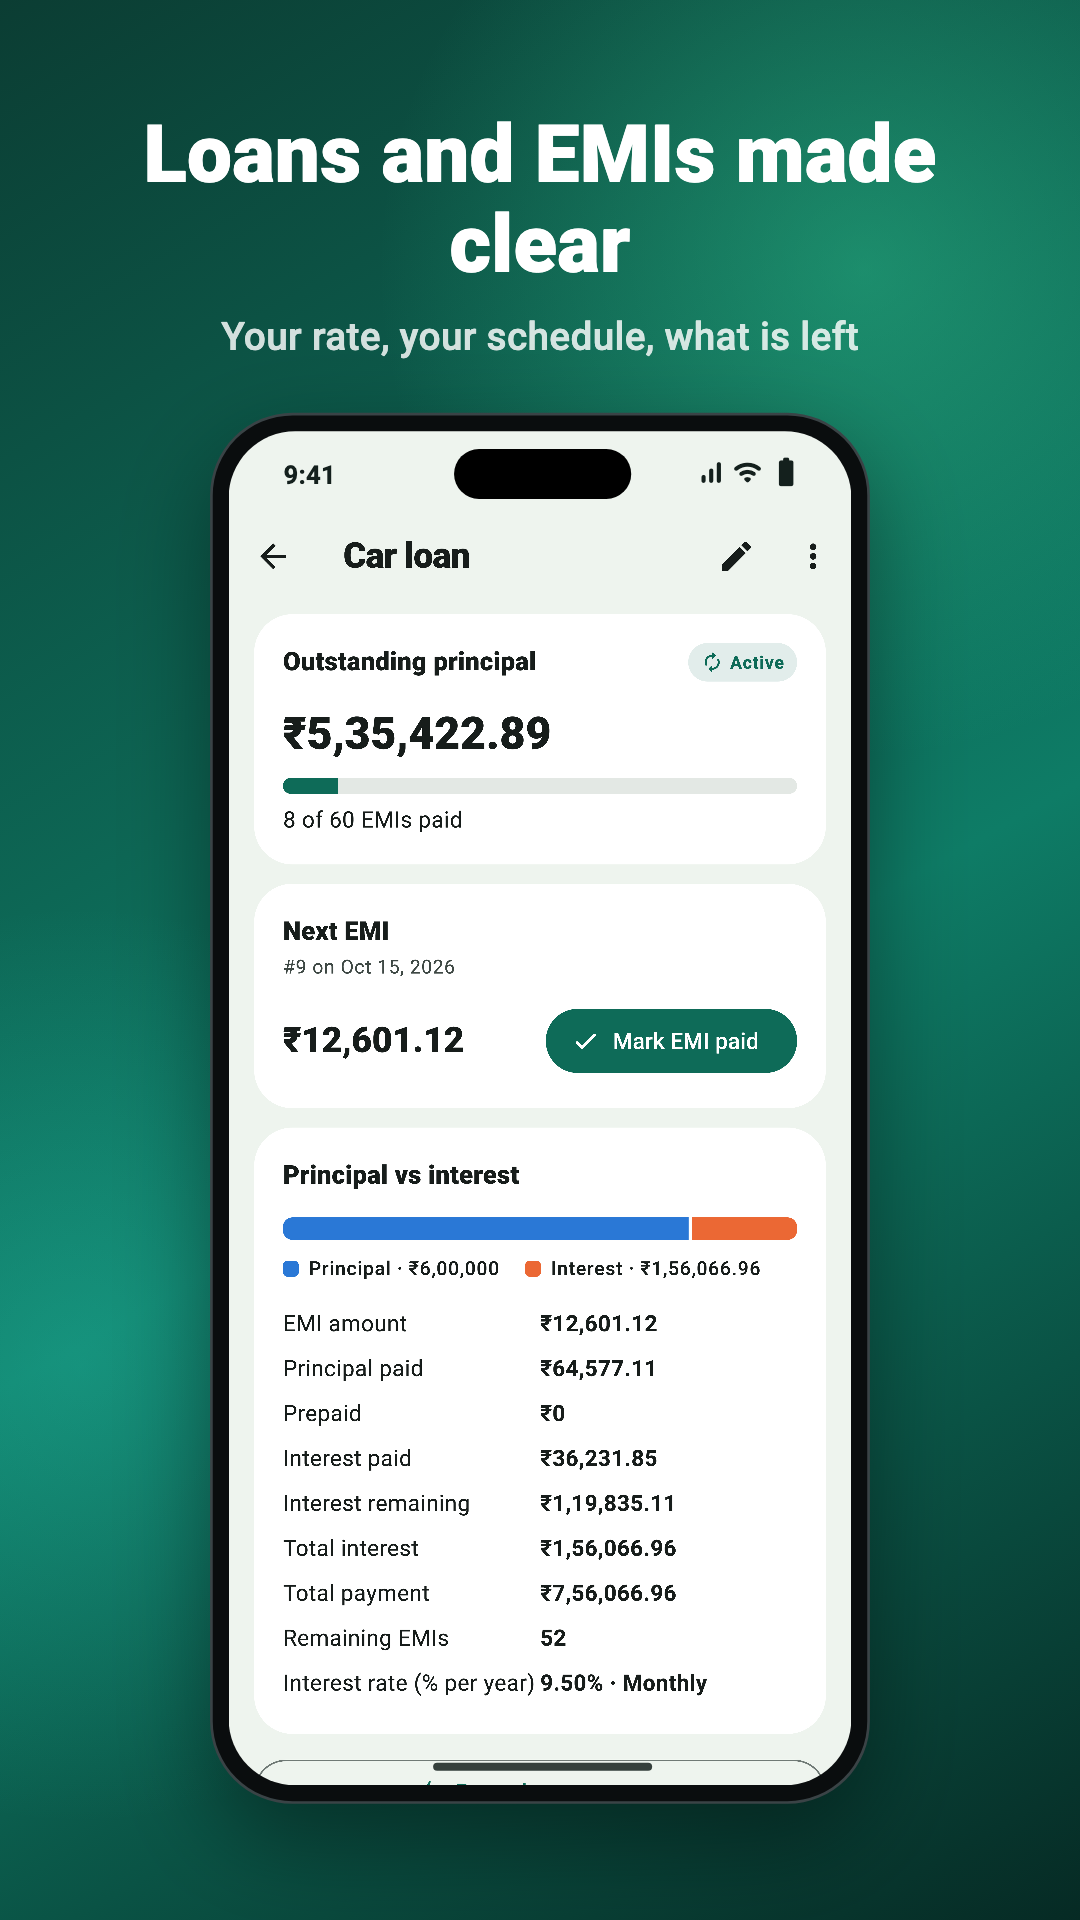 Loans and EMIs made
clear
Your rate, your schedule, what is left
9:41
Car loan
Outstanding principal
Active
₹5,35,422.89
8 of 60 EMIs paid
Next EMI
#9 on Oct 15, 2026
₹12,601.12
Mark EMI paid
Principal vs interest
Principal · ₹6,00,000 Interest · ₹1,56,066.96
EMI amount ₹12,601.12
Principal paid ₹64,577.11
Prepaid ₹0
Interest paid ₹36,231.85
Interest remaining ₹1,19,835.11
Total interest ₹1,56,066.96
Total payment ₹7,56,066.96
Remaining EMIs 52
Interest rate (% per year) 9.50% · Monthly